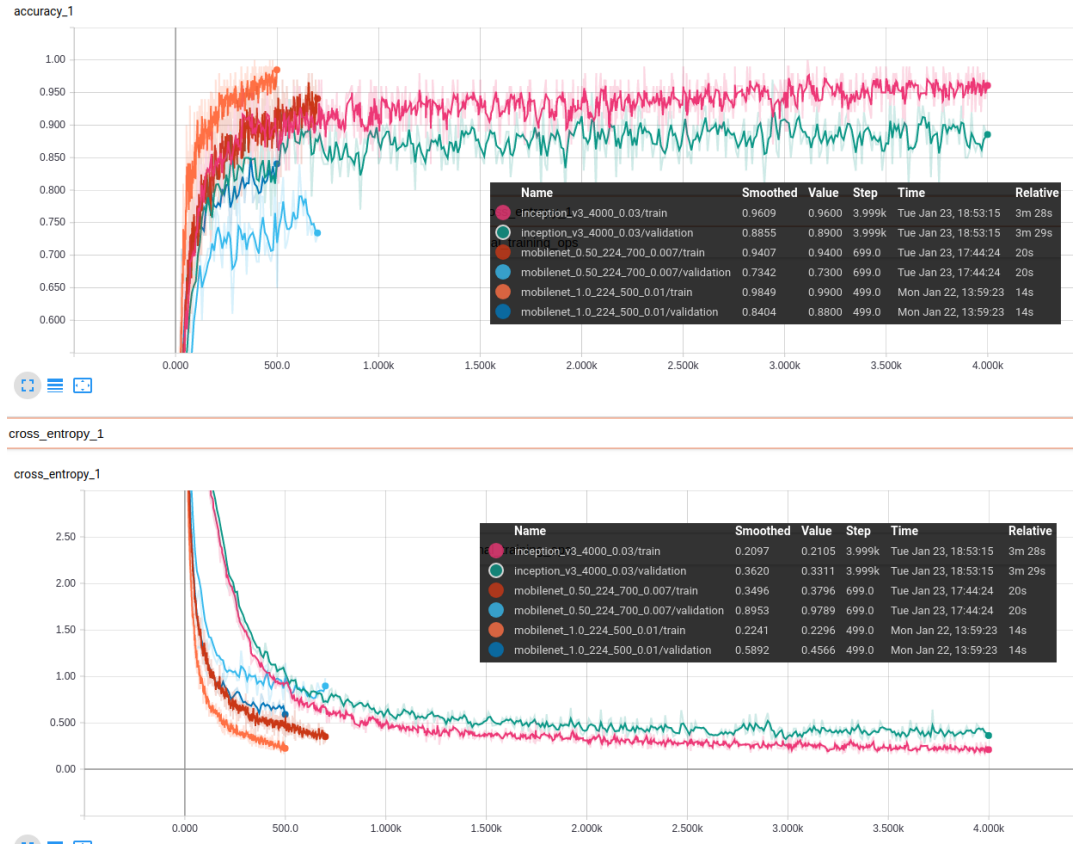 accuracy_1
1.00
0.950
0.900
0.850
0.800
0.750
0.700
0.650
0.600
Name Smoothed Value Step Time Relative
inception_v3_4000_0.03/train 0.9609 0.9600 3.999k Tue Jan 23, 18:53:15 3m 28s
inception_v3_4000_0.03/validation 0.8855 0.8900 3.999k Tue Jan 23, 18:53:15 3m 29s
mobilenet_0.50_224_700_0.007/train 0.9407 0.9400 699.0 Tue Jan 23, 17:44:24 20s
mobilenet_0.50_224_700_0.007/validation 0.7342 0.7300 699.0 Tue Jan 23, 17:44:24 20s
mobilenet_1.0_224_500_0.01/train 0.9849 0.9900 499.0 Mon Jan 22, 13:59:23 14s
mobilenet_1.0_224_500_0.01/validation 0.8404 0.8800 499.0 Mon Jan 22, 13:59:23 14s
0.000 500.0 1.000k 1.500k 2.000k 2.500k 3.000k 3.500k 4.000k
cross_entropy_1
cross_entropy_1
2.50
2.00
1.50
1.00
0.500
0.00
Name Smoothed Value Step Time Relative
inception_v3_4000_0.03/train 0.2097 0.2105 3.999k Tue Jan 23, 18:53:15 3m 28s
inception_v3_4000_0.03/validation 0.3620 0.3311 3.999k Tue Jan 23, 18:53:15 3m 29s
mobilenet_0.50_224_700_0.007/train 0.3496 0.3796 699.0 Tue Jan 23, 17:44:24 20s
mobilenet_0.50_224_700_0.007/validation 0.8953 0.9789 699.0 Tue Jan 23, 17:44:24 20s
mobilenet_1.0_224_500_0.01/train 0.2241 0.2296 499.0 Mon Jan 22, 13:59:23 14s
mobilenet_1.0_224_500_0.01/validation 0.5892 0.4566 499.0 Mon Jan 22, 13:59:23 14s
0.000 500.0 1.000k 1.500k 2.000k 2.500k 3.000k 3.500k 4.000k